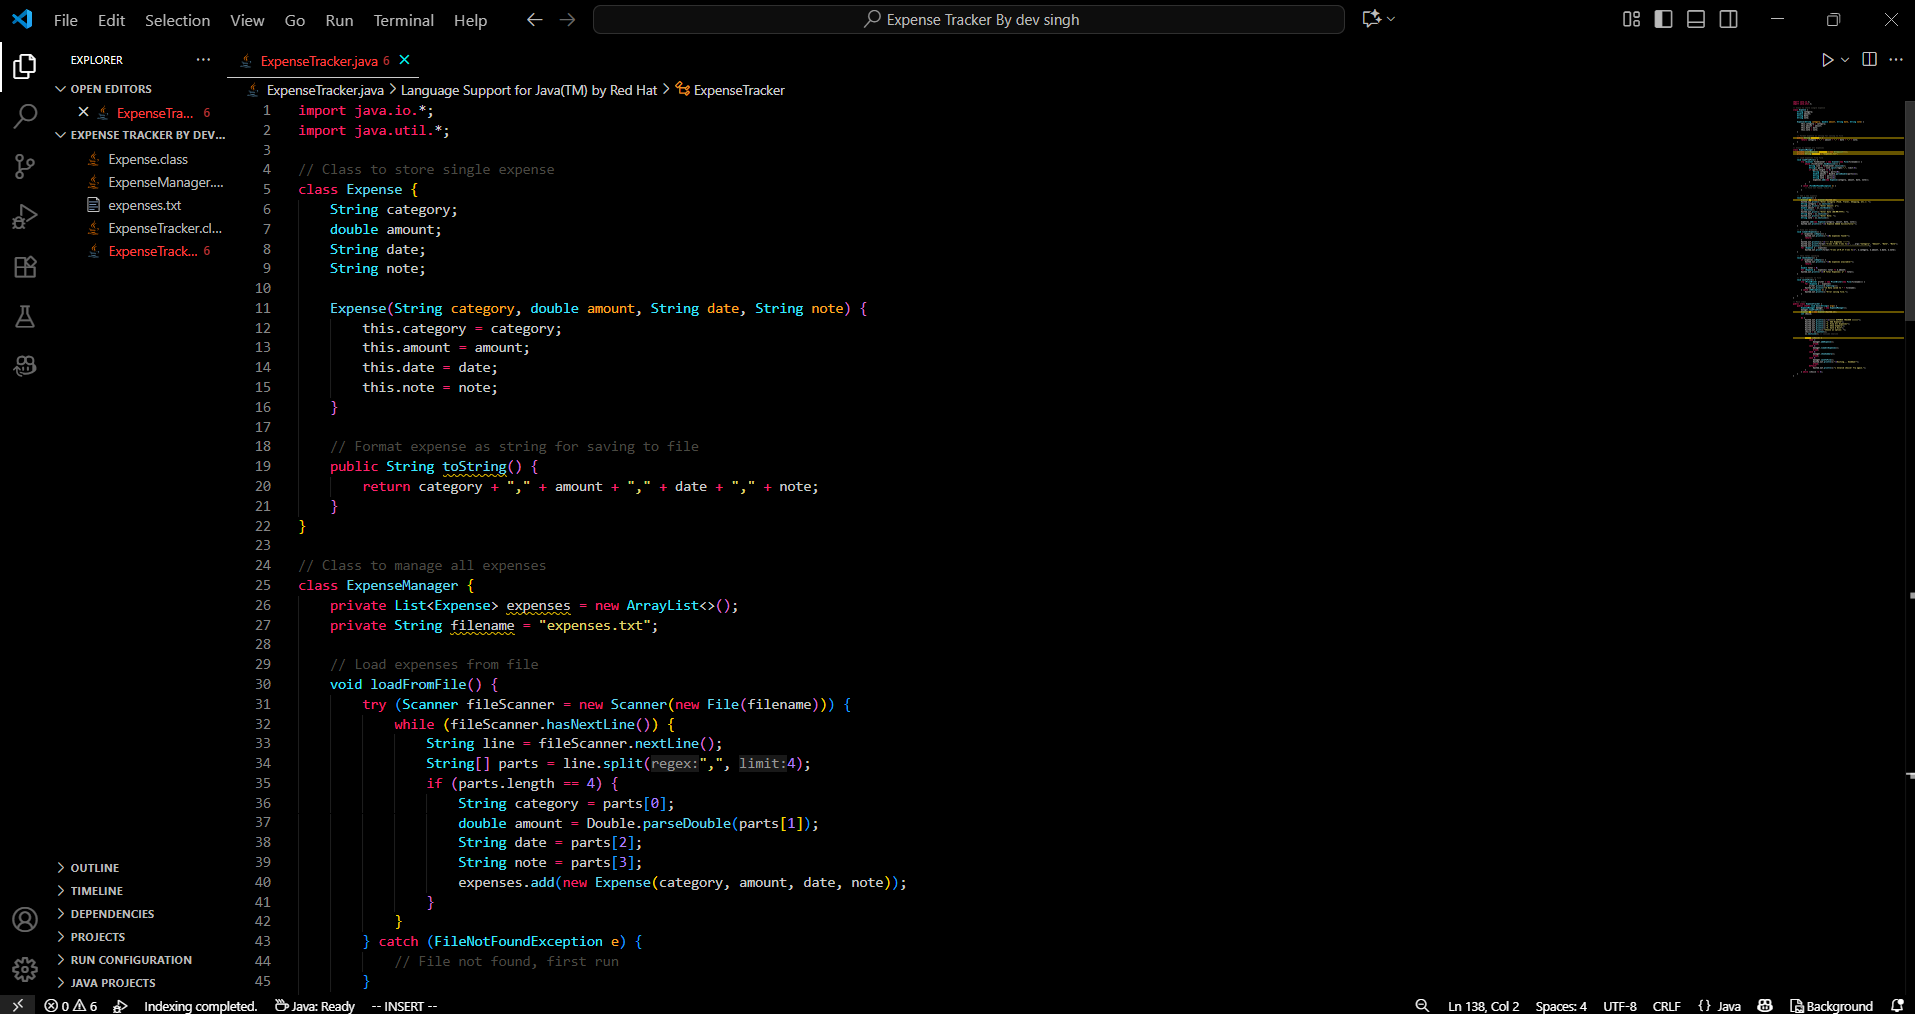 File Edit Selection View Go Run Terminal Help
Expense Tracker By dev singh
EXPLORER
OPEN EDITORS
ExpenseTra... 6
EXPENSE TRACKER BY DEV...
Expense.class
ExpenseManager....
expenses.txt
ExpenseTracker.cl...
ExpenseTrack... 6
OUTLINE
TIMELINE
DEPENDENCIES
PROJECTS
RUN CONFIGURATION
JAVA PROJECTS
ExpenseTracker.java 6
ExpenseTracker.java > Language Support for Java(TM) by Red Hat > ExpenseTracker
1 import java.io.*;
2 import java.util.*;
3
4 // Class to store single expense
5 class Expense {
6     String category;
7     double amount;
8     String date;
9     String note;
10
11     Expense(String category, double amount, String date, String note) {
12         this.category = category;
13         this.amount = amount;
14         this.date = date;
15         this.note = note;
16     }
17
18     // Format expense as string for saving to file
19     public String toString() {
20         return category + "," + amount + "," + date + "," + note;
21     }
22 }
23
24 // Class to manage all expenses
25 class ExpenseManager {
26     private List<Expense> expenses = new ArrayList<>();
27     private String filename = "expenses.txt";
28
29     // Load expenses from file
30     void loadFromFile() {
31         try (Scanner fileScanner = new Scanner(new File(filename))) {
32             while (fileScanner.hasNextLine()) {
33                 String line = fileScanner.nextLine();
34                 String[] parts = line.split(regex:",", limit:4);
35                 if (parts.length == 4) {
36                     String category = parts[0];
37                     double amount = Double.parseDouble(parts[1]);
38                     String date = parts[2];
39                     String note = parts[3];
40                     expenses.add(new Expense(category, amount, date, note));
41                 }
42             }
43         } catch (FileNotFoundException e) {
44             // File not found, first run
45         }
0 6 Indexing completed. Java: Ready -- INSERT -- Ln 138, Col 2 Spaces: 4 UTF-8 CRLF {} Java Background